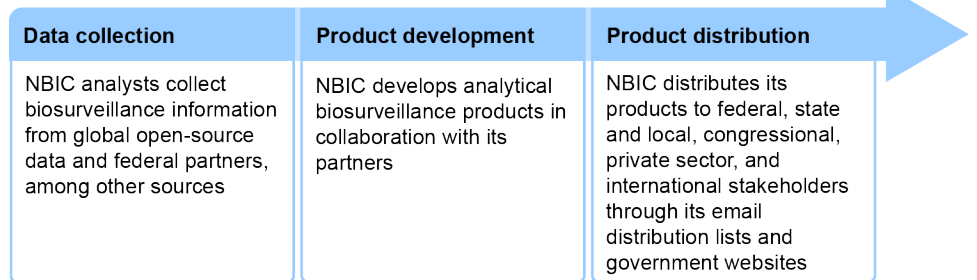 Data collection
NBIC analysts collect
biosurveillance information
from global open-source
data and federal partners,
among other sources
Product development
NBIC develops analytical
biosurveillance products in
collaboration with its
partners
Product distribution
NBIC distributes its
products to federal, state
and local, congressional,
private sector, and
international stakeholders
through its email
distribution lists and
government websites